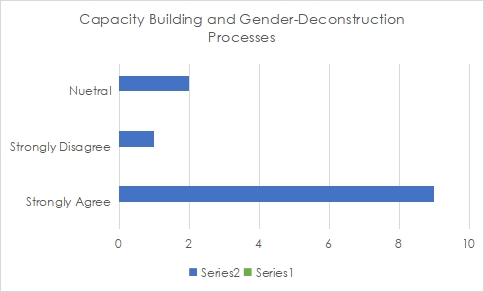 Capacity Building and Gender-Deconstruction
Processes
Nuetral
Strongly Disagree
Strongly Agree
0 2 4 6 8 10
Series2 Series1